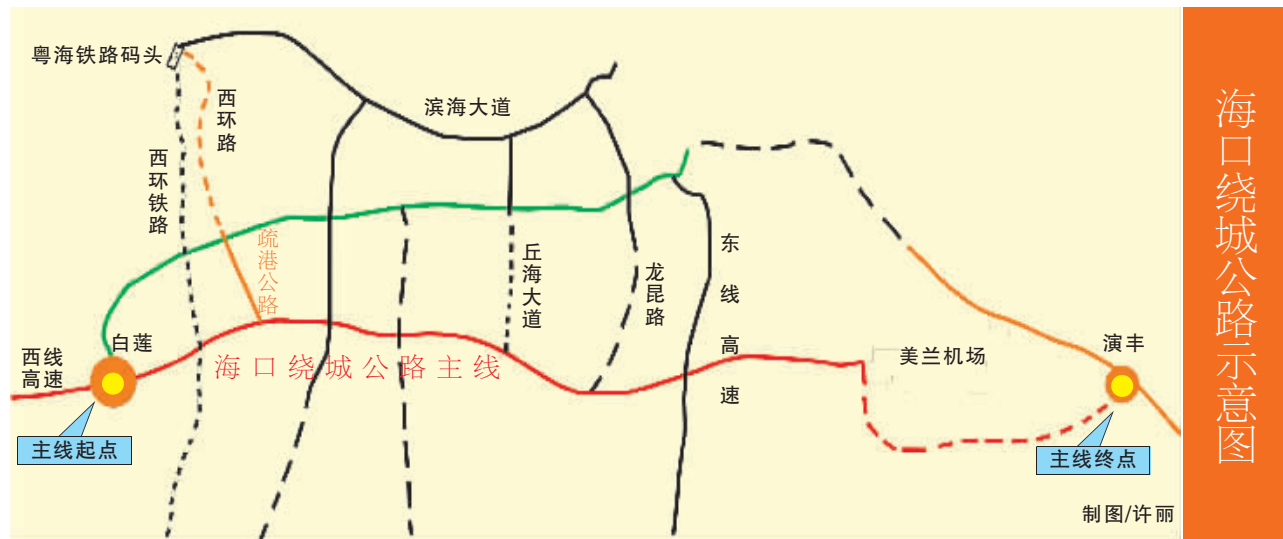 海口绕城公路示意图
粤海铁路码头
西环路
滨海大道
西环铁路
疏港公路
丘海大道
龙昆路
东线高速
白莲
西线
高速
海口绕城公路主线
美兰机场
演丰
主线起点
主线终点
制图/许丽